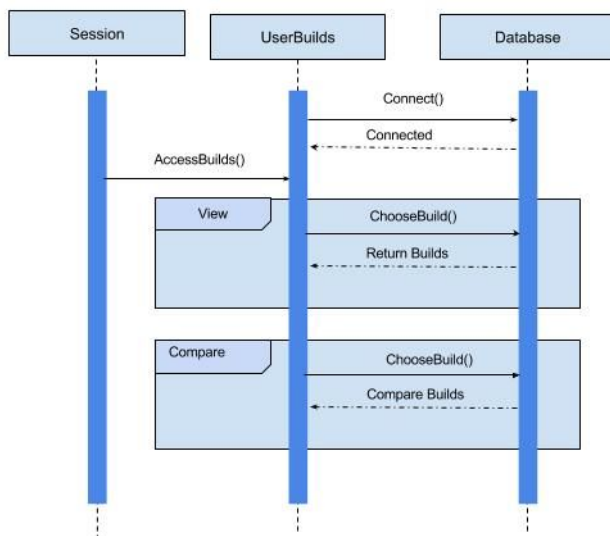 Session
UserBuilds
Database
Connect()
Connected
AccessBuilds()
View
ChooseBuild()
Return Builds
Compare
ChooseBuild()
Compare Builds